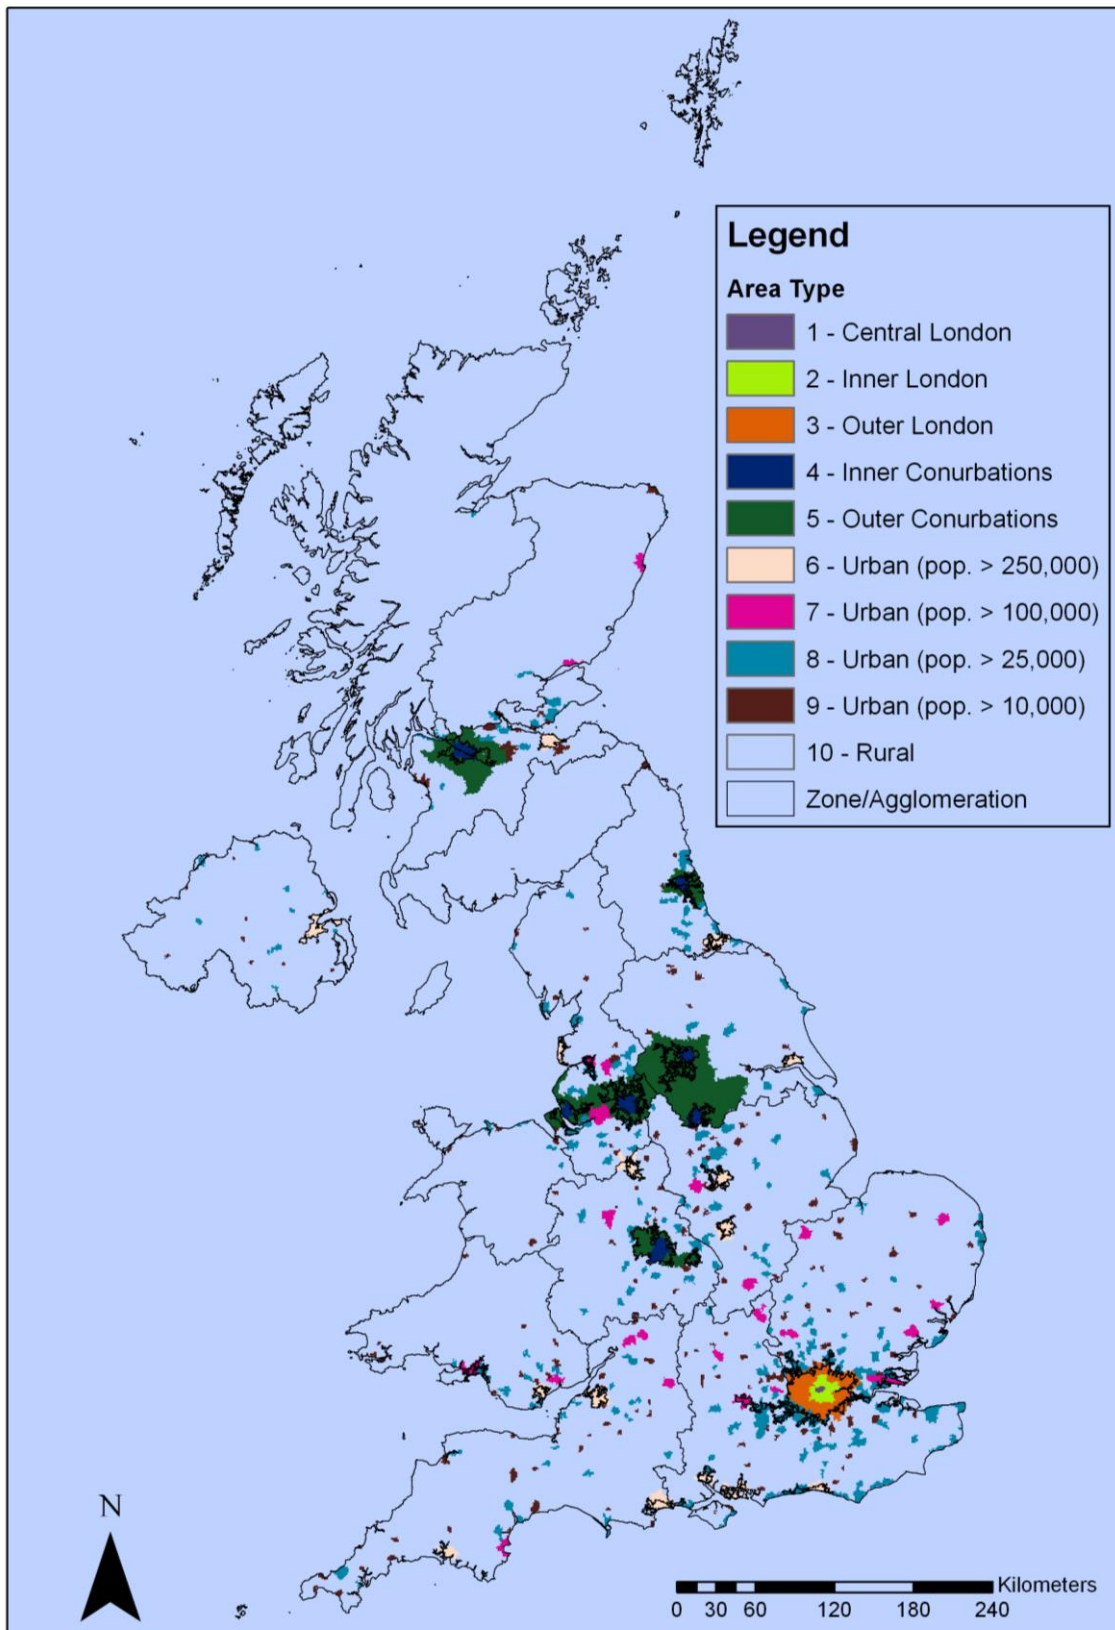 Legend
Area Type
1 - Central London
2 - Inner London
3 - Outer London
4 - Inner Conurbations
5 - Outer Conurbations
6 - Urban (pop. > 250,000)
7 - Urban (pop. > 100,000)
8 - Urban (pop. > 25,000)
9 - Urban (pop. > 10,000)
10 - Rural
Zone/Agglomeration
N
Kilometers
0 30 60 120 180 240